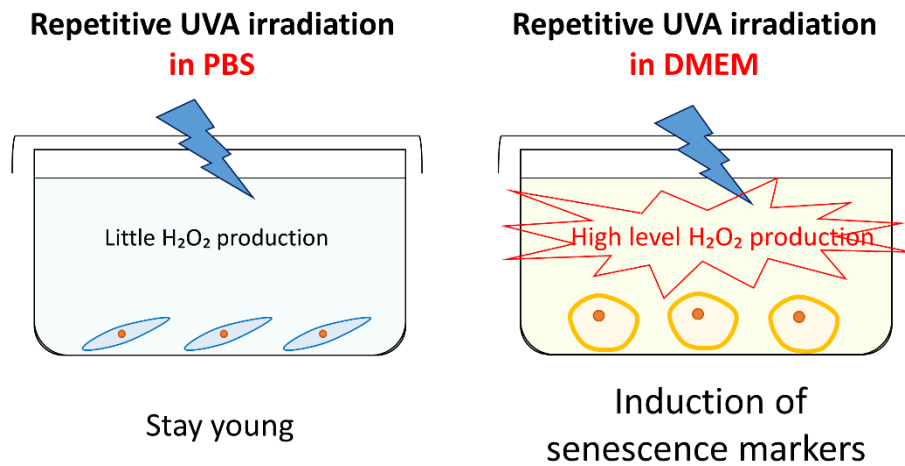 Repetitive UVA irradiation
in PBS
Little H₂O₂ production
Stay young
Repetitive UVA irradiation
in DMEM
High level H₂O₂ production
Induction of
senescence markers